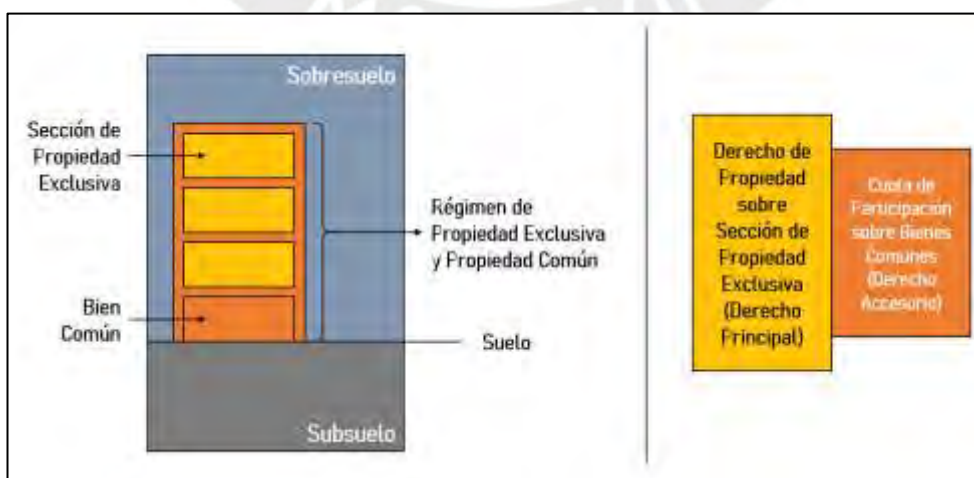 Sobresuelo
Sección de
Propiedad
Exclusiva
Régimen de
Propiedad Exclusiva
y Propiedad Común
Bien
Común
Suelo
Subsuelo
Derecho de
Propiedad
sobre
Sección de
Propiedad
Exclusiva
(Derecho
Principal)
Cuota de
Participación
sobre Bienes
Comunes
(Derecho
Accesorio)